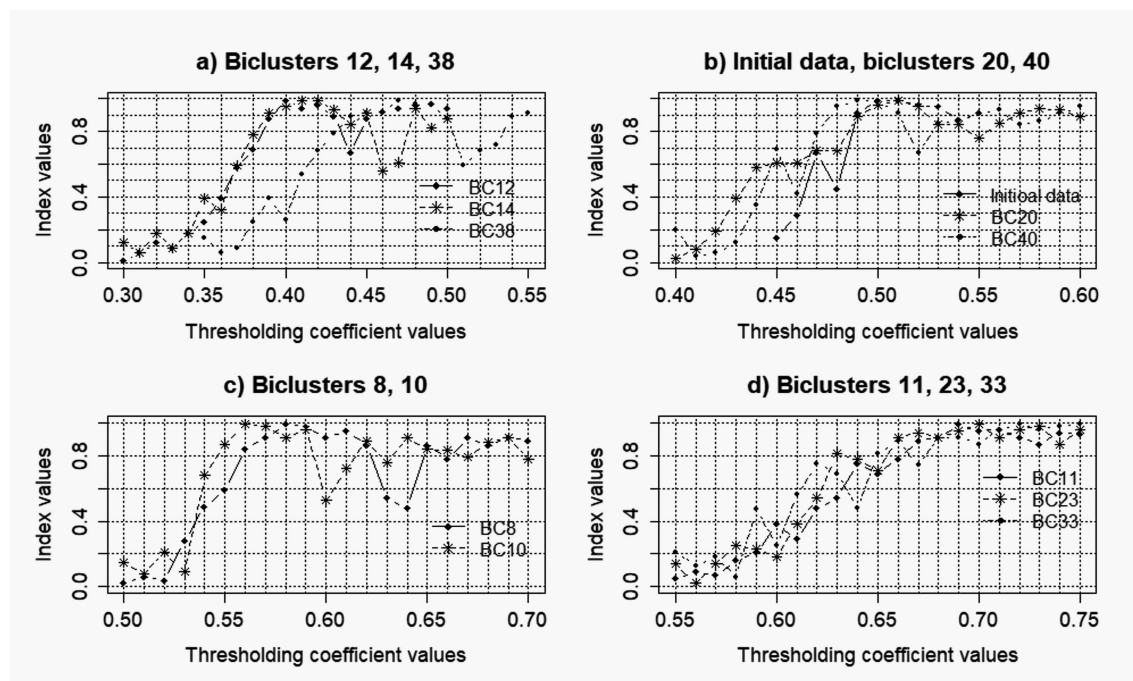 a) Biclusters 12, 14, 38
Index values
0.0 0.4 0.8
BC12
BC14
BC38
0.30 0.35 0.40 0.45 0.50 0.55
Thresholding coefficient values
b) Initial data, biclusters 20, 40
Index values
0.0 0.4 0.8
Initioal data
BC20
BC40
0.40 0.45 0.50 0.55 0.60
Thresholding coefficient values
c) Biclusters 8, 10
Index values
0.0 0.4 0.8
BC8
BC10
0.50 0.55 0.60 0.65 0.70
Thresholding coefficient values
d) Biclusters 11, 23, 33
Index values
0.0 0.4 0.8
BC11
BC23
BC33
0.55 0.60 0.65 0.70 0.75
Thresholding coefficient values